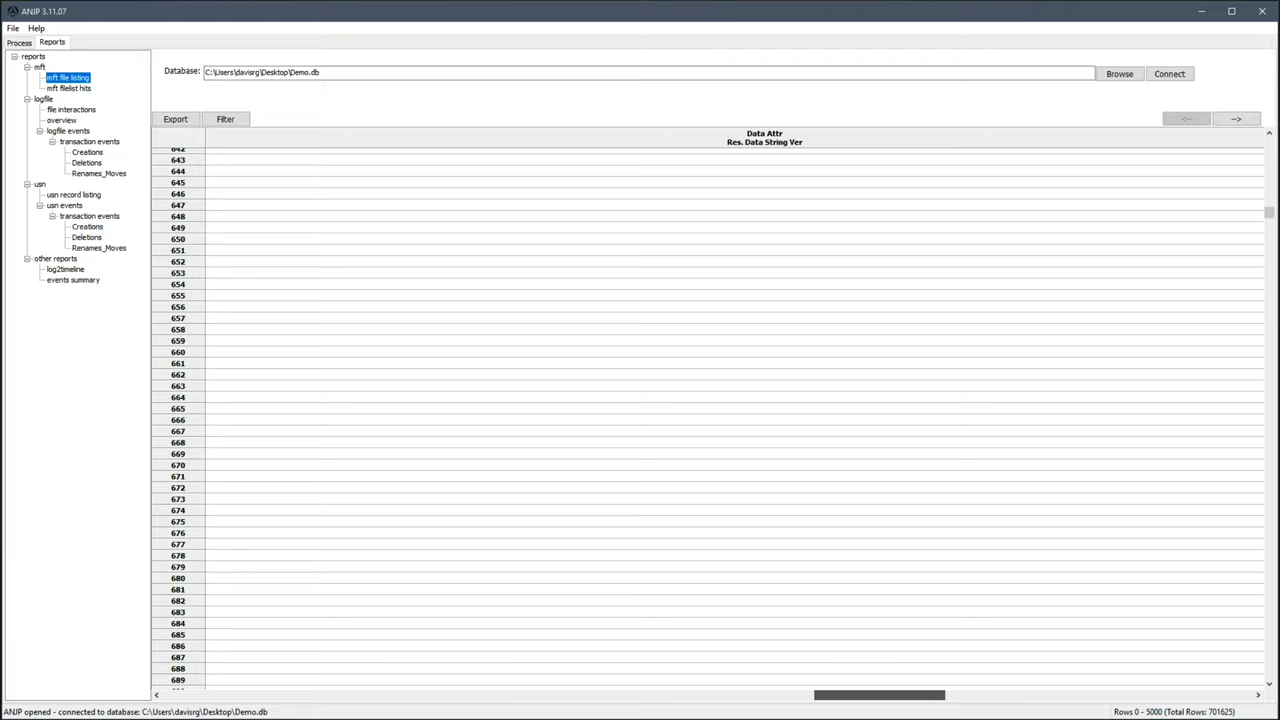 ANJP 3.11.07
File Help
Process Reports
reports
mft
mft file listing
mft filelist hits
logfile
file interactions
overview
logfile events
transaction events
Creations
Deletions
Renames_Moves
usn
usn record listing
usn events
transaction events
Creations
Deletions
Renames_Moves
other reports
log2timeline
events summary
Database: C:\Users\davisrg\Desktop\Demo.db Browse Connect
Export Filter <-- -->
Data Attr
Res. Data String Ver
642
643
644
645
646
647
648
649
650
651
652
653
654
655
656
657
658
659
660
661
662
663
664
665
666
667
668
669
670
671
672
673
674
675
676
677
678
679
680
681
682
683
684
685
686
687
688
689
ANJP opened - connected to database: C:\Users\davisrg\Desktop\Demo.db Rows 0 - 5000 (Total Rows: 701625)